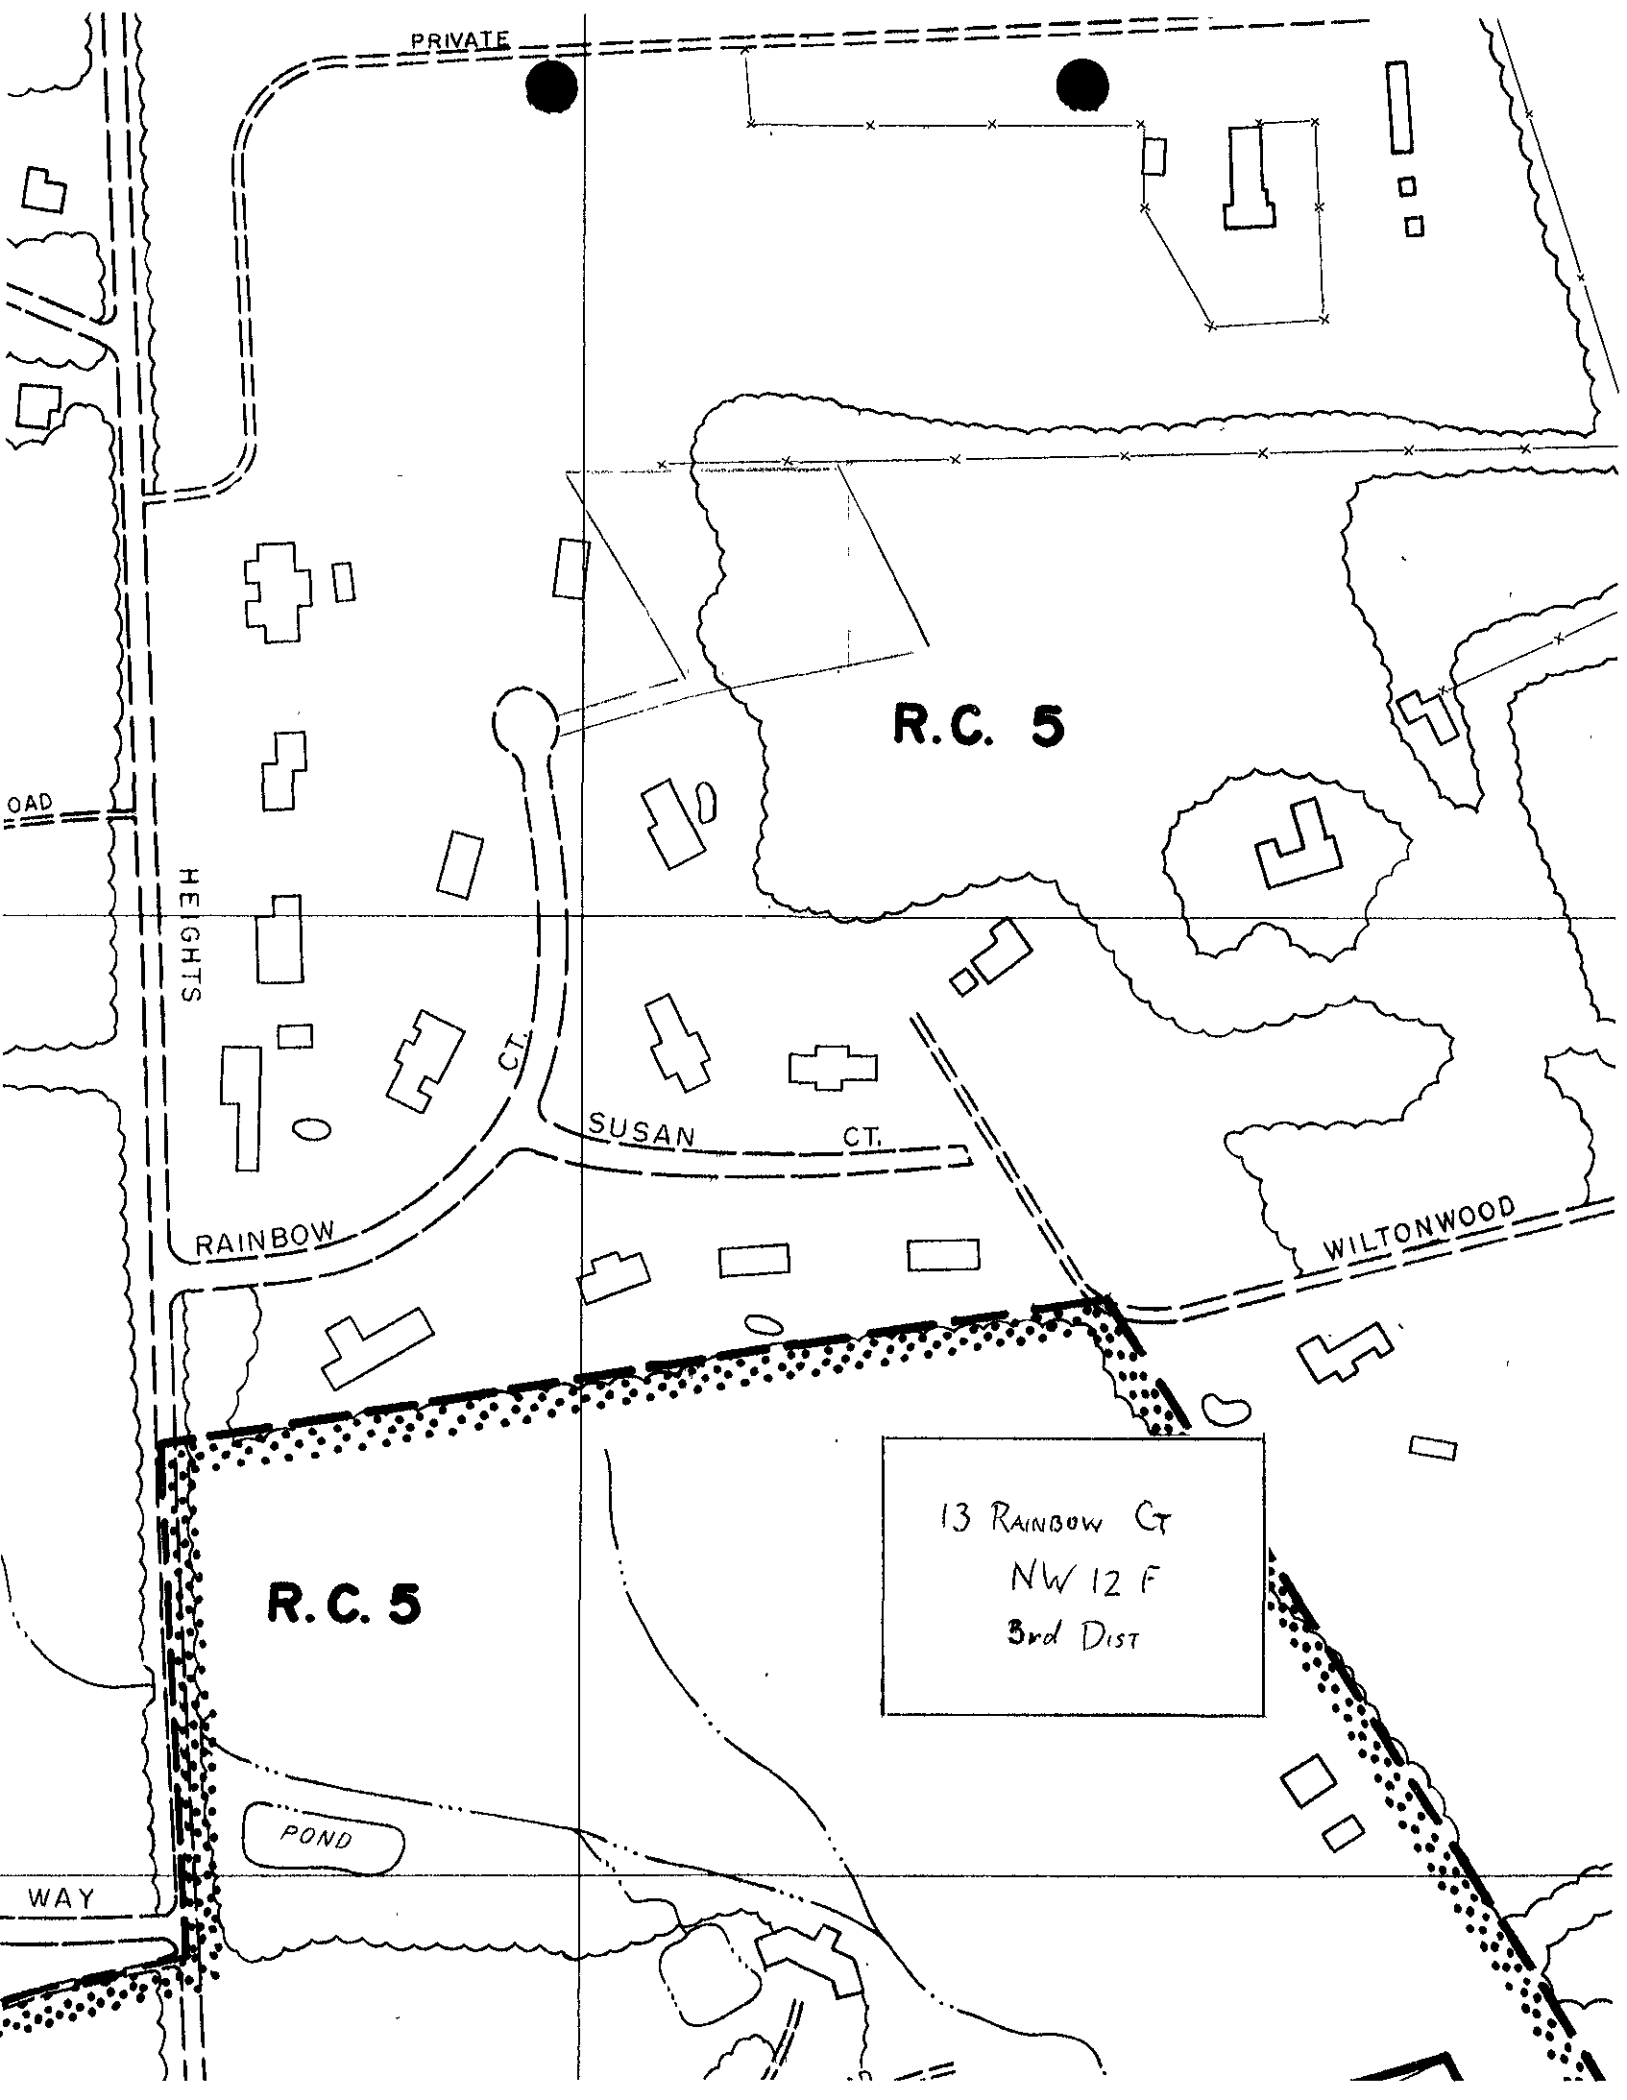 PRIVATE
R.C. 5
OAD
HEIGHTS
CT.
SUSAN CT.
RAINBOW
WILTONWOOD
13 RAINBOW CT
NW 12 F
3rd DIST
R.C. 5
POND
WAY